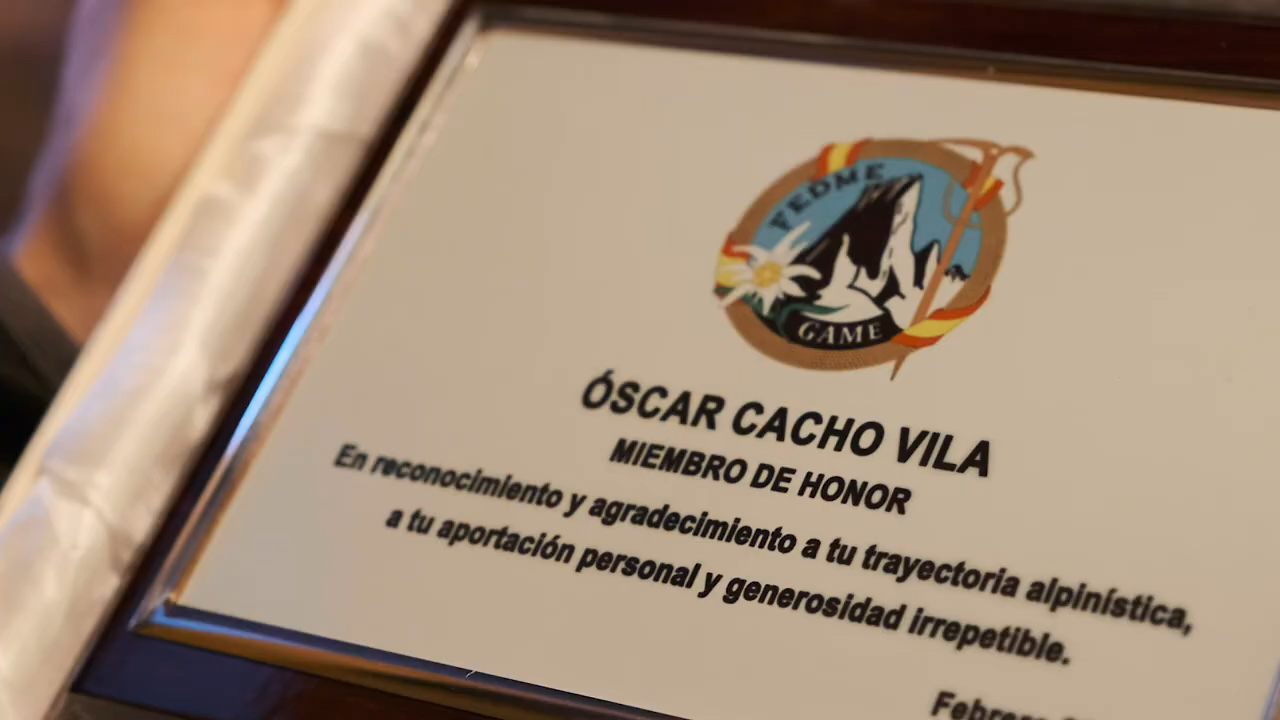 FEDME
GAME
ÓSCAR CACHO VILA
MIEMBRO DE HONOR
En reconocimiento y agradecimiento a tu trayectoria alpinística,
a tu aportación personal y generosidad irrepetible.